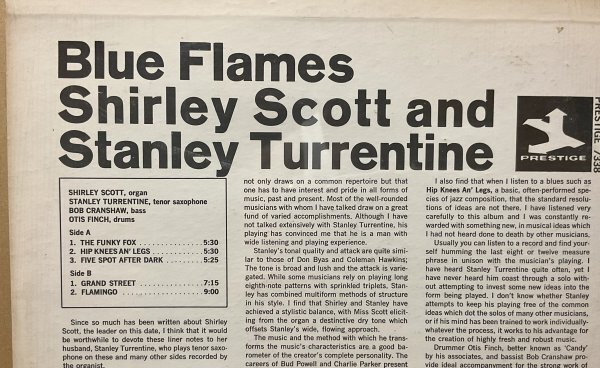 Blue Flames
Shirley Scott and
Stanley Turrentine
PRESTIGE
PRESTIGE 7338
SHIRLEY SCOTT, organ
STANLEY TURRENTINE, tenor saxophone
BOB CRANSHAW, bass
OTIS FINCH, drums
Side A
1. THE FUNKY FOX . . . . . . . . . . . . 5:30
2. HIP KNEES AN' LEGS . . . . . . . . 5:30
3. FIVE SPOT AFTER DARK . . . . . . 5:25
Side B
1. GRAND STREET . . . . . . . . . . . . 7:15
2. FLAMINGO . . . . . . . . . . . . . . . . 9:00
Since so much has been written about Shirley
Scott, the leader on this date, I think that it would
be worthwhile to devote these liner notes to her
husband, Stanley Turrentine, who plays tenor saxo-
phone on these and many other sides recorded by
the organist.
not only draws on a common repertoire but that
one has to have interest and pride in all forms of
music, past and present. Most of the well-rounded
musicians with whom I have talked draw on a great
fund of varied accomplishments. Although I have
not talked extensively with Stanley Turrentine, his
playing has convinced me that he is a man with
wide listening and playing experience.
Stanley's tonal quality and attack are quite simi-
lar to those of Don Byas and Coleman Hawkins;
The tone is broad and lush and the attack is varie-
gated. While some musicians rely on playing long
eighth-note patterns with sprinkled triplets, Stan-
ley has combined multiform methods of structure
in his style. I find that Shirley and Stanley have
achieved a stylistic balance, with Miss Scott elicit-
ing from the organ a distinctive dry tone which
offsets Stanley's wide, flowing approach.
The music and the method with which he trans-
forms the music's characteristics are a good ba-
rometer of the creator's complete personality. The
careers of Bud Powell and Charlie Parker present
I also find that when I listen to a blues such as
Hip Knees An' Legs, a basic, often-performed spe-
cies of jazz composition, that the standard resolu-
tions of ideas are not there. I have listened very
carefully to this album and I was constantly re-
warded with something new, in musical ideas which
I had not heard done to death by other musicians.
Usually you can listen to a record and find your-
self humming the last eight or twelve measure
phrase in unison with the musician's playing. I
have heard Stanley Turrentine quite often, yet I
have never heard him coast through a solo with-
out attempting to invest some new ideas into the
form being played. I don't know whether Stanley
attempts to keep his playing free of the common
ideas which dot the solos of many other musicians,
or if his mind has been trained to work individually-
whatever the process, it works to his advantage for
the creation of highly fresh and robust music.
Drummer Otis Finch, better known as 'Candy'
by his associates, and bassist Bob Cranshaw pro-
vide ideal accompaniment for the strong work of